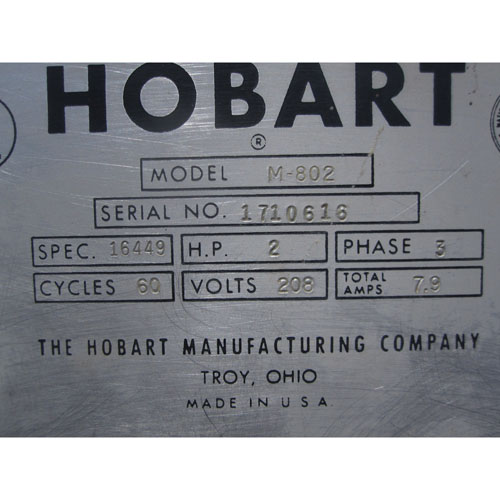 HOBART
®
MODEL M-802
SERIAL NO. 1710616
SPEC. 16449 H.P. 2 PHASE 3
CYCLES 60 VOLTS 208 TOTAL AMPS 7.9
THE HOBART MANUFACTURING COMPANY
TROY, OHIO
MADE IN U S A